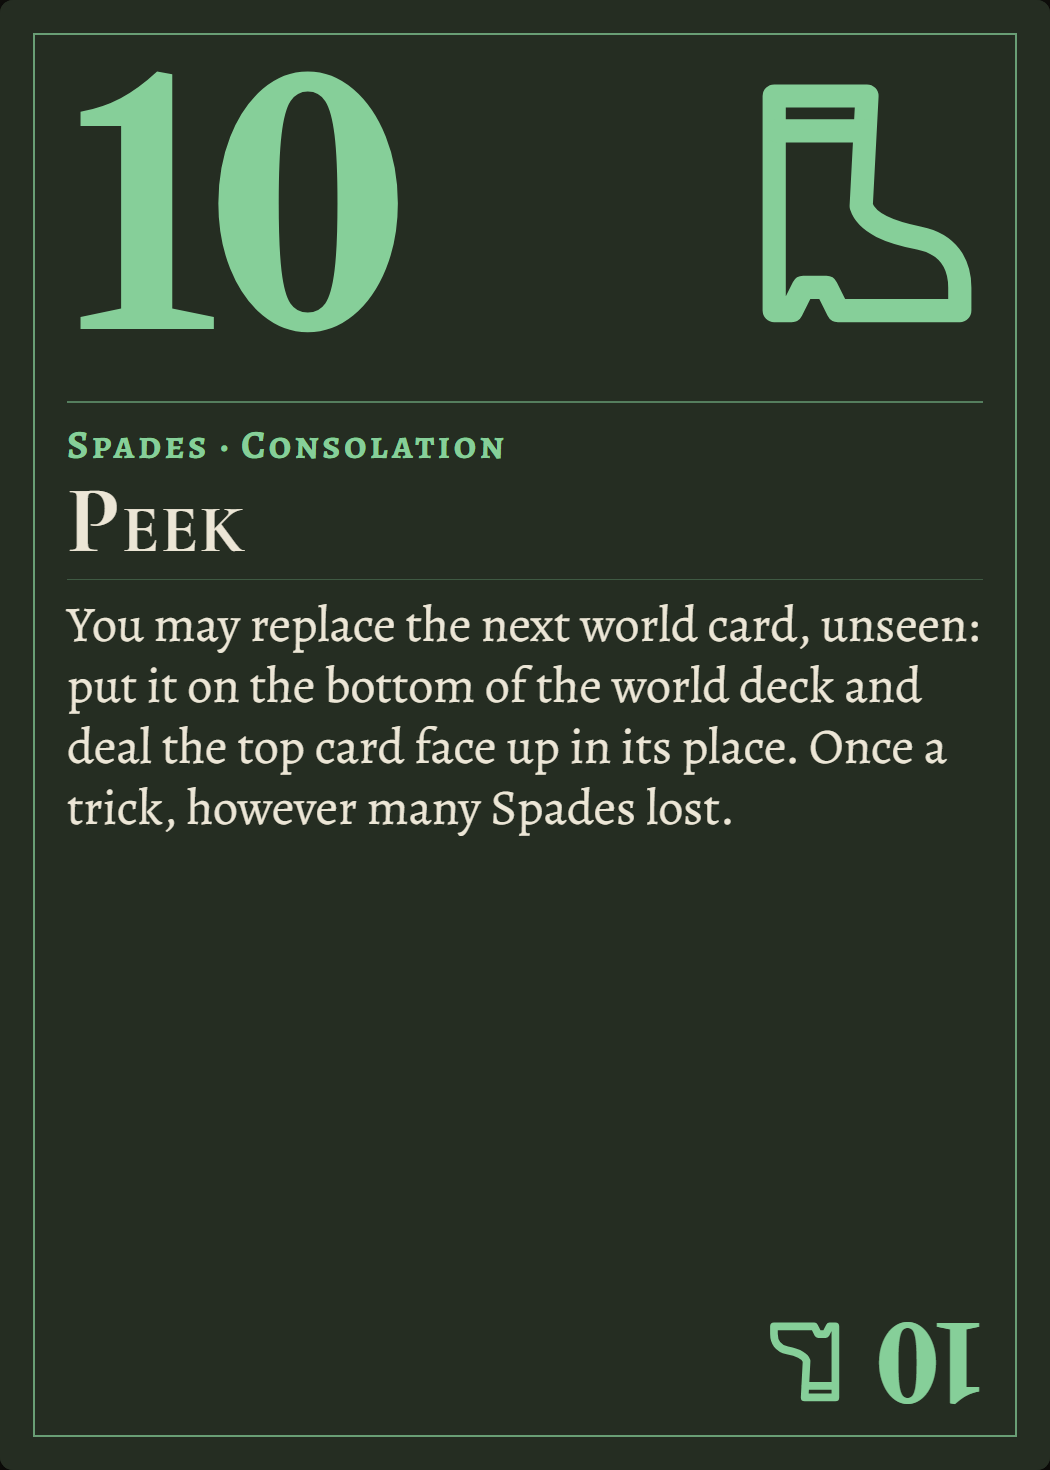 10
Spades · Consolation
Peek
You may replace the next world card, unseen:
put it on the bottom of the world deck and
deal the top card face up in its place. Once a
trick, however many Spades lost.
10